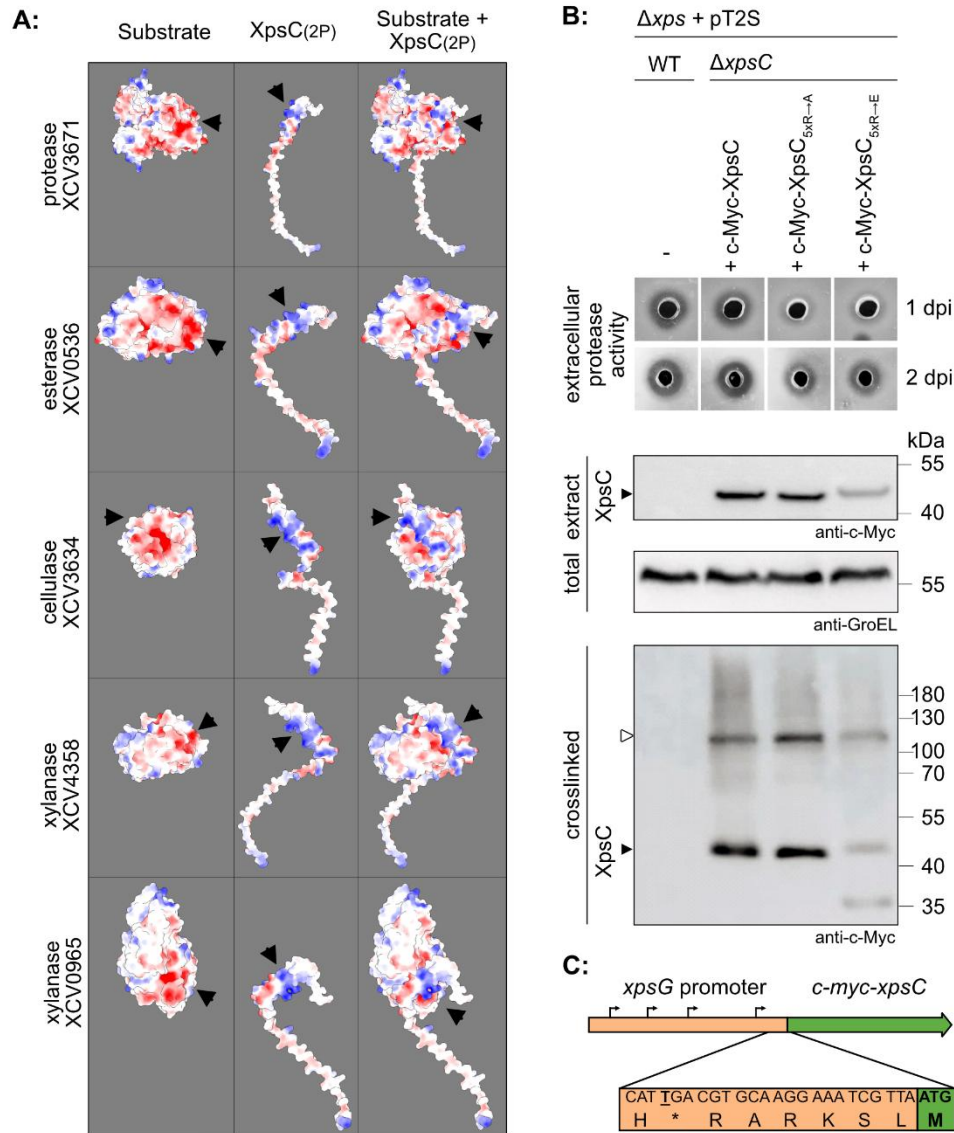 A:
Substrate
XpsC(2P)
Substrate +
XpsC(2P)
protease
XCV3671
esterase
XCV0536
cellulase
XCV3634
xylanase
XCV4358
xylanase
XCV0965
B:
Δxps + pT2S
WT
ΔxpsC
-
+ c-Myc-XpsC
+ c-Myc-XpsC5xR→A
+ c-Myc-XpsC5xR→E
extracellular
protease
activity
1 dpi
2 dpi
kDa
total extract
XpsC
55
40
anti-c-Myc
55
anti-GroEL
crosslinked
XpsC
180
130
100
70
55
40
35
anti-c-Myc
C:
xpsG promoter
c-myc-xpsC
CAT TGA CGT GCA AGG AAA TCG TTA ATG
H * R A R K S L M